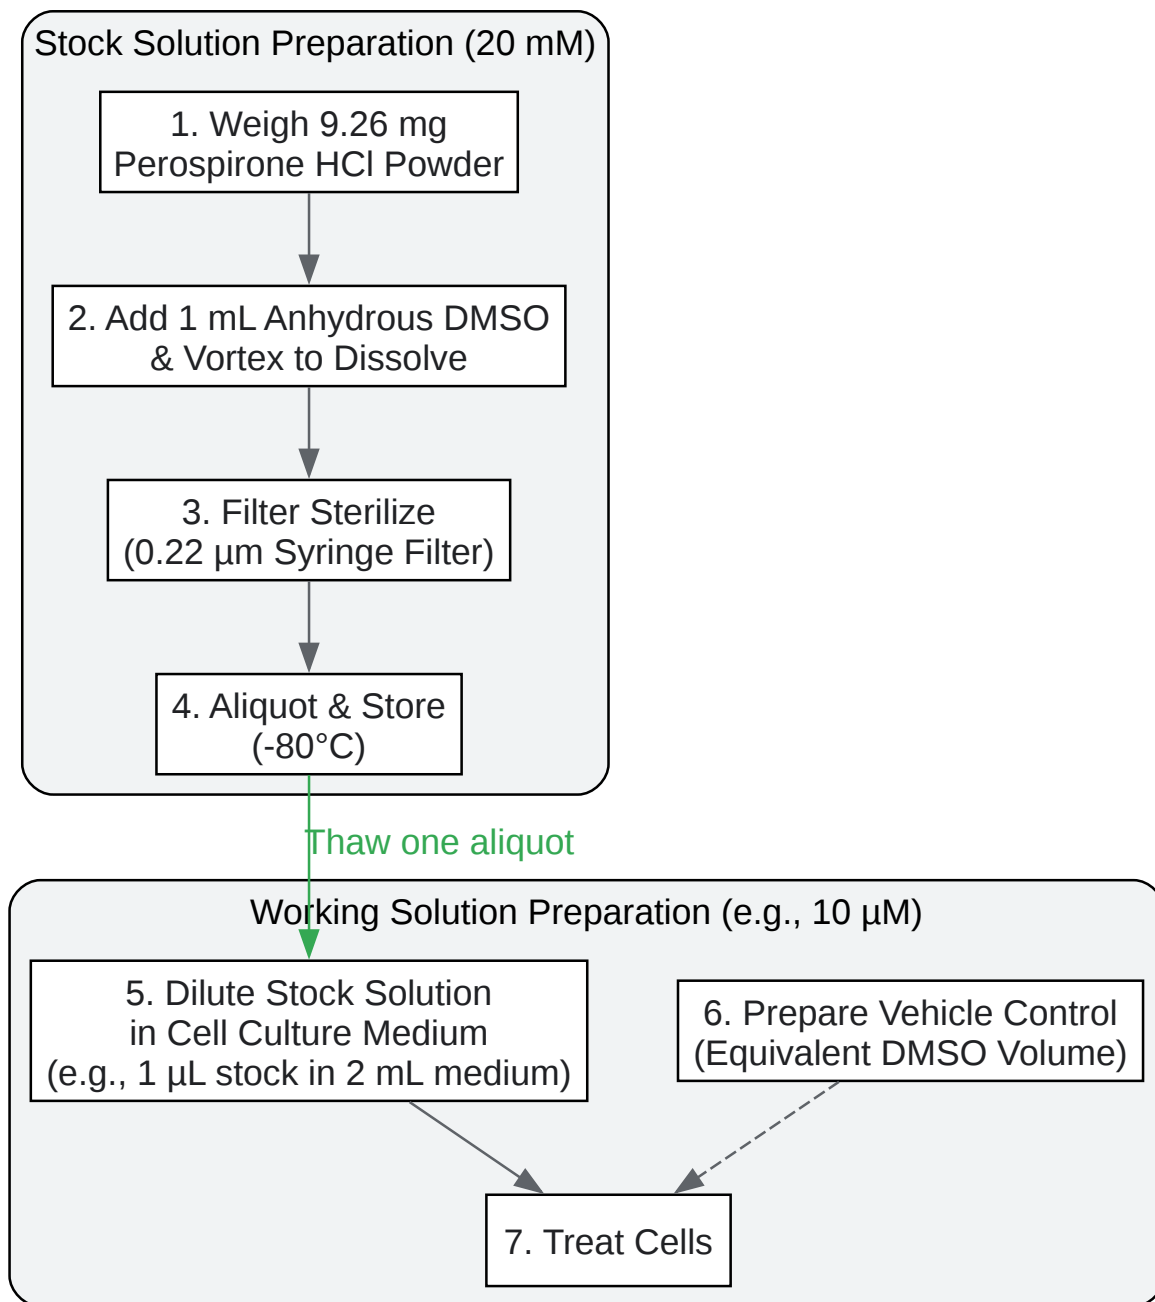 Stock Solution Preparation (20 mM)
1. Weigh 9.26 mg
Perospirone HCl Powder
2. Add 1 mL Anhydrous DMSO
& Vortex to Dissolve
3. Filter Sterilize
(0.22 µm Syringe Filter)
4. Aliquot & Store
(-80°C)
Thaw one aliquot
Working Solution Preparation (e.g., 10 µM)
5. Dilute Stock Solution
in Cell Culture Medium
(e.g., 1 µL stock in 2 mL medium)
6. Prepare Vehicle Control
(Equivalent DMSO Volume)
7. Treat Cells